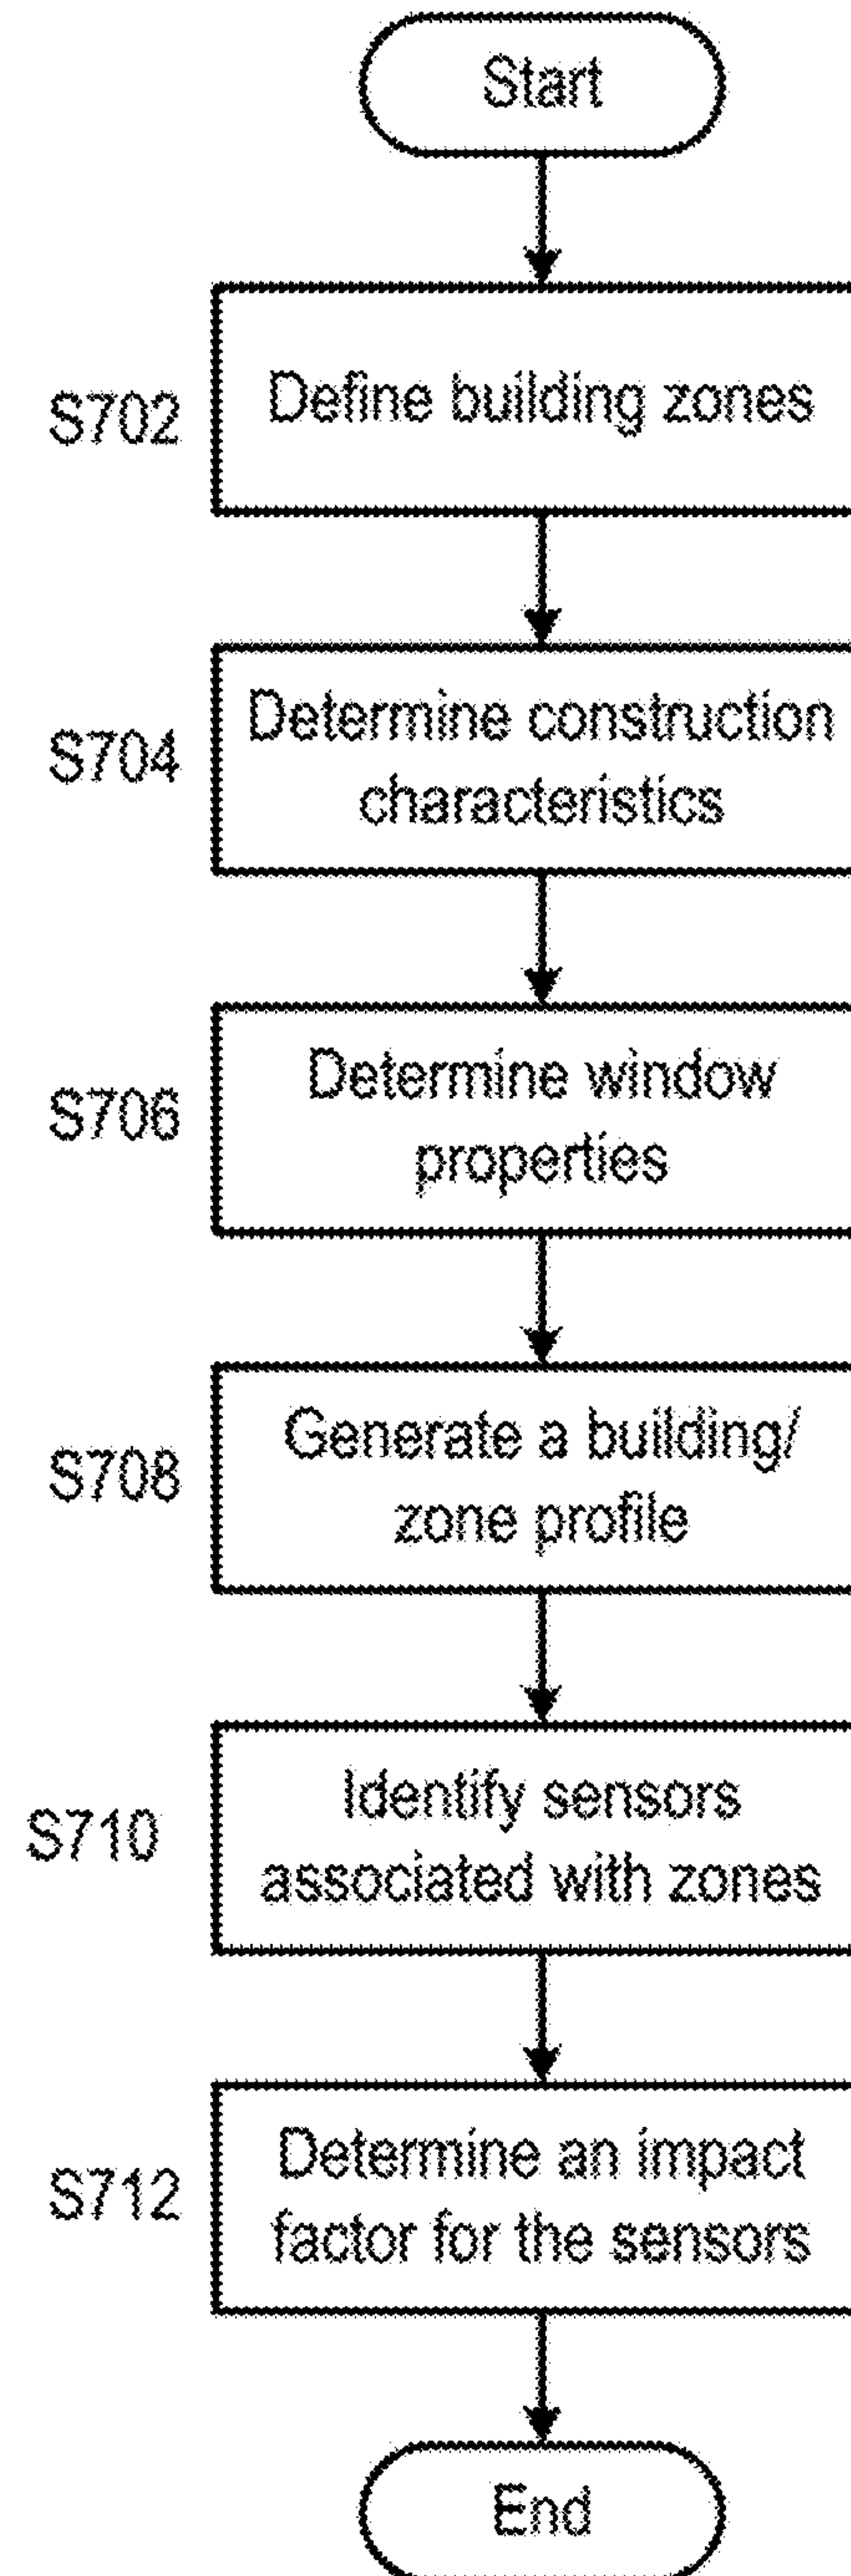 Start
S702
Define building zones
S704
Determine construction
characteristics
S706
Determine window
properties
S708
Generate a building/
zone profile
S710
Identify sensors
associated with zones
S712
Determine an impact
factor for the sensors
End